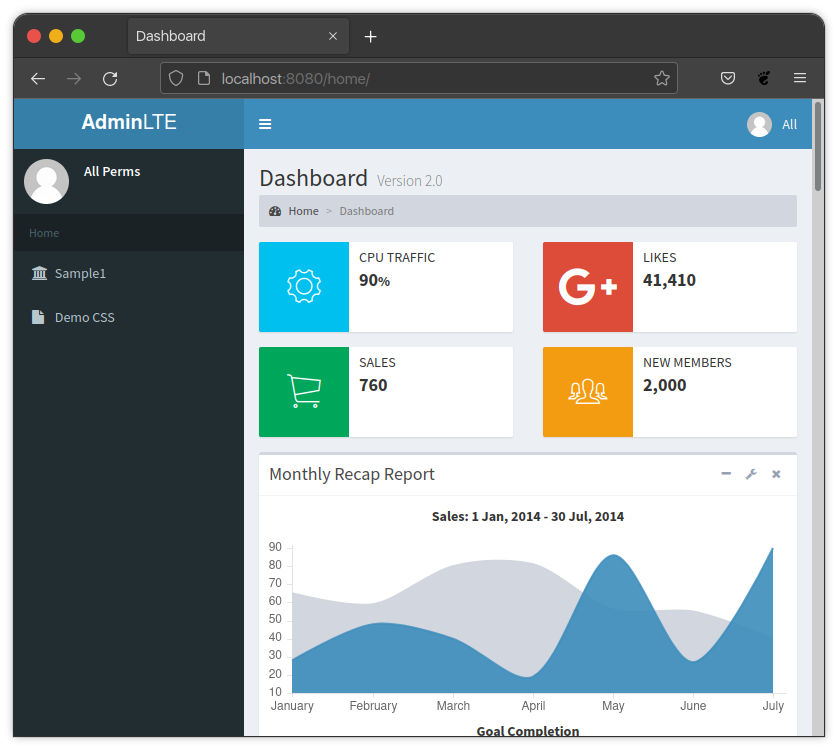 Dashboard
localhost:8080/home/
AdminLTE
All
All Perms
Home
Sample1
Demo CSS
Dashboard Version 2.0
Home > Dashboard
CPU TRAFFIC
90%
G+
LIKES
41,410
SALES
760
NEW MEMBERS
2,000
Monthly Recap Report
Sales: 1 Jan, 2014 - 30 Jul, 2014
90
80
70
60
50
40
30
20
10
January February March April May June July
Goal Completion